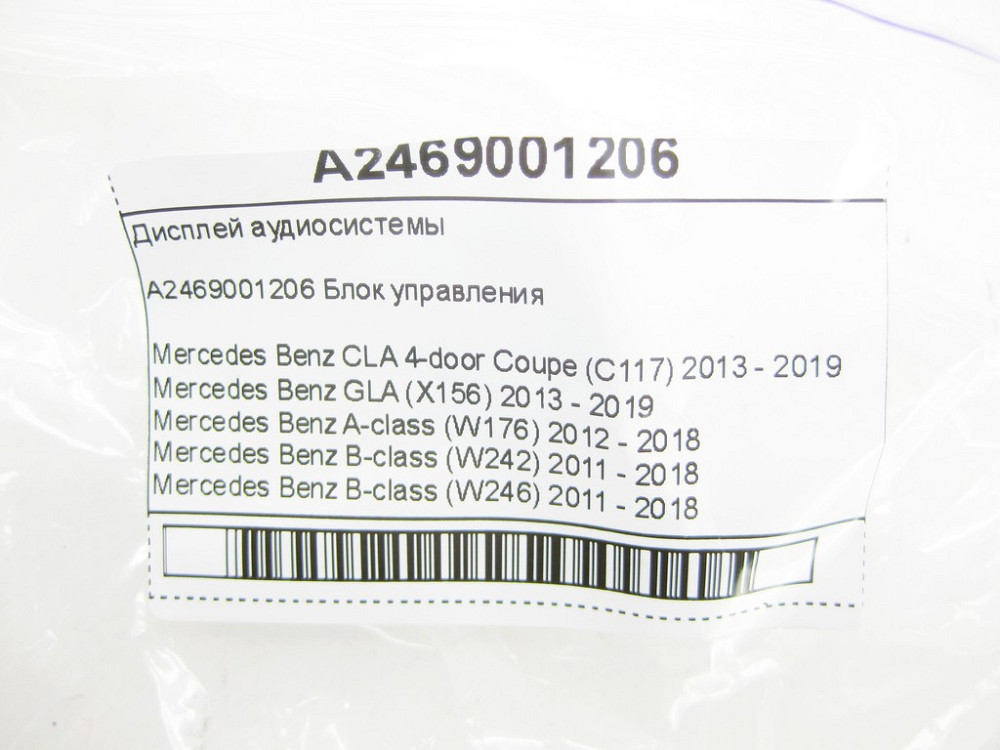 A2469001206
Дисплей аудиосистемы
A2469001206 Блок управления
Mercedes Benz CLA 4-door Coupe (C117) 2013 - 2019
Mercedes Benz GLA (X156) 2013 - 2019
Mercedes Benz A-class (W176) 2012 - 2018
Mercedes Benz B-class (W242) 2011 - 2018
Mercedes Benz B-class (W246) 2011 - 2018